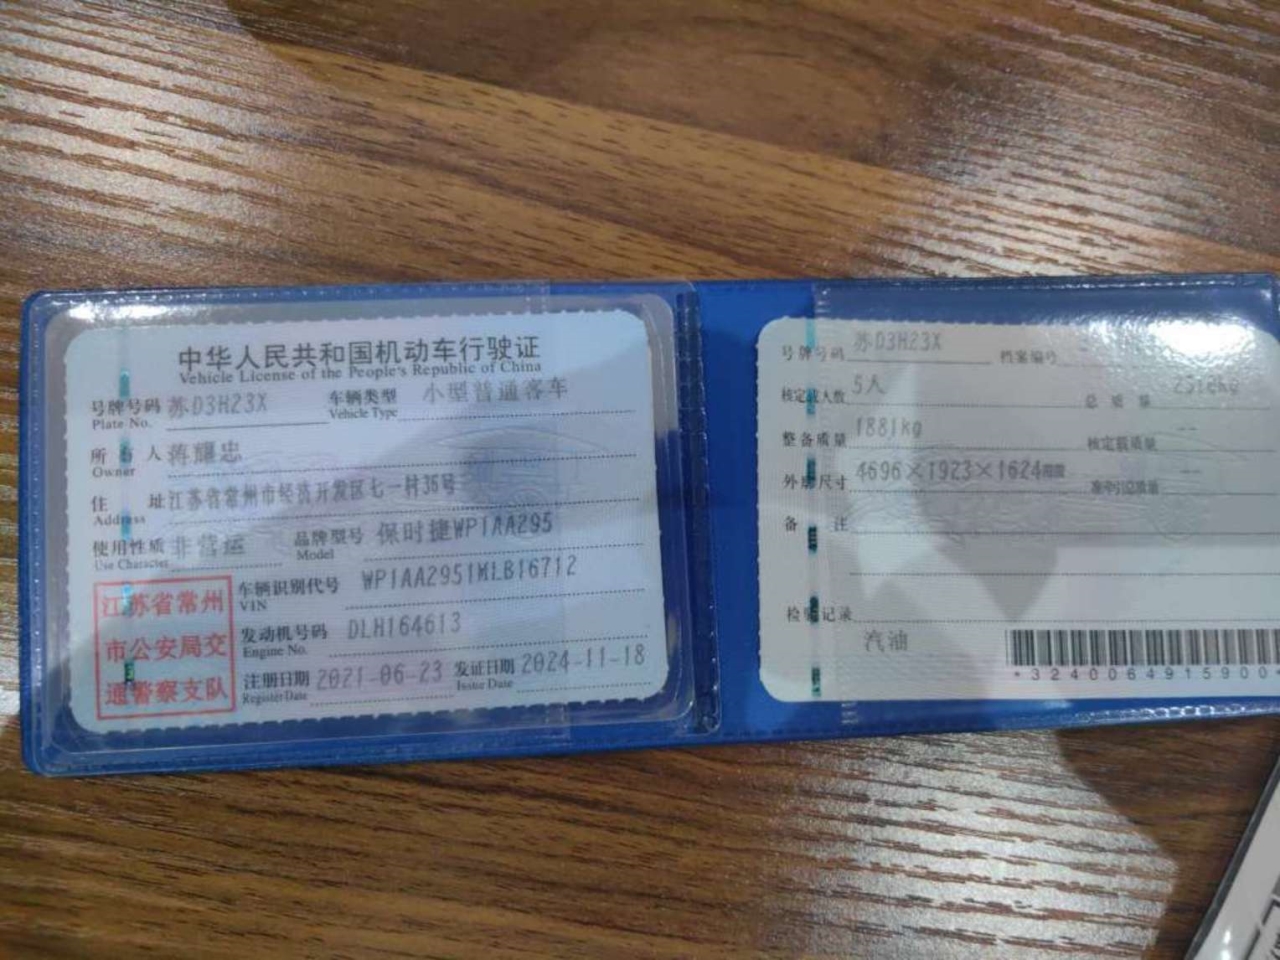 中华人民共和国机动车行驶证
Vehicle License of the People's Republic of China
号牌号码 苏D3H23X 车辆类型 小型普通客车
Plate No. Vehicle Type
所有人 蒋耀忠
Owner
住址 江苏省常州市经济开发区七一村36号
Address
使用性质 非营运 品牌型号 保时捷WP1AA295
Use Character Model
江苏省常州
市公安局交
通警察支队
车辆识别代号 WP1AA2951MLB16712
VIN
发动机号码 DLH164613
Engine No.
注册日期 2021-06-23 发证日期 2024-11-18
Register Date Issue Date
号牌号码 苏D3H23X 档案编号
核定载人数 5人 总质量 2518kg
整备质量 1881kg 核定载质量 --
外廓尺寸 4696×1923×1624mm 准牵引总质量 --
备注
检验记录
汽油
*3240064915900*